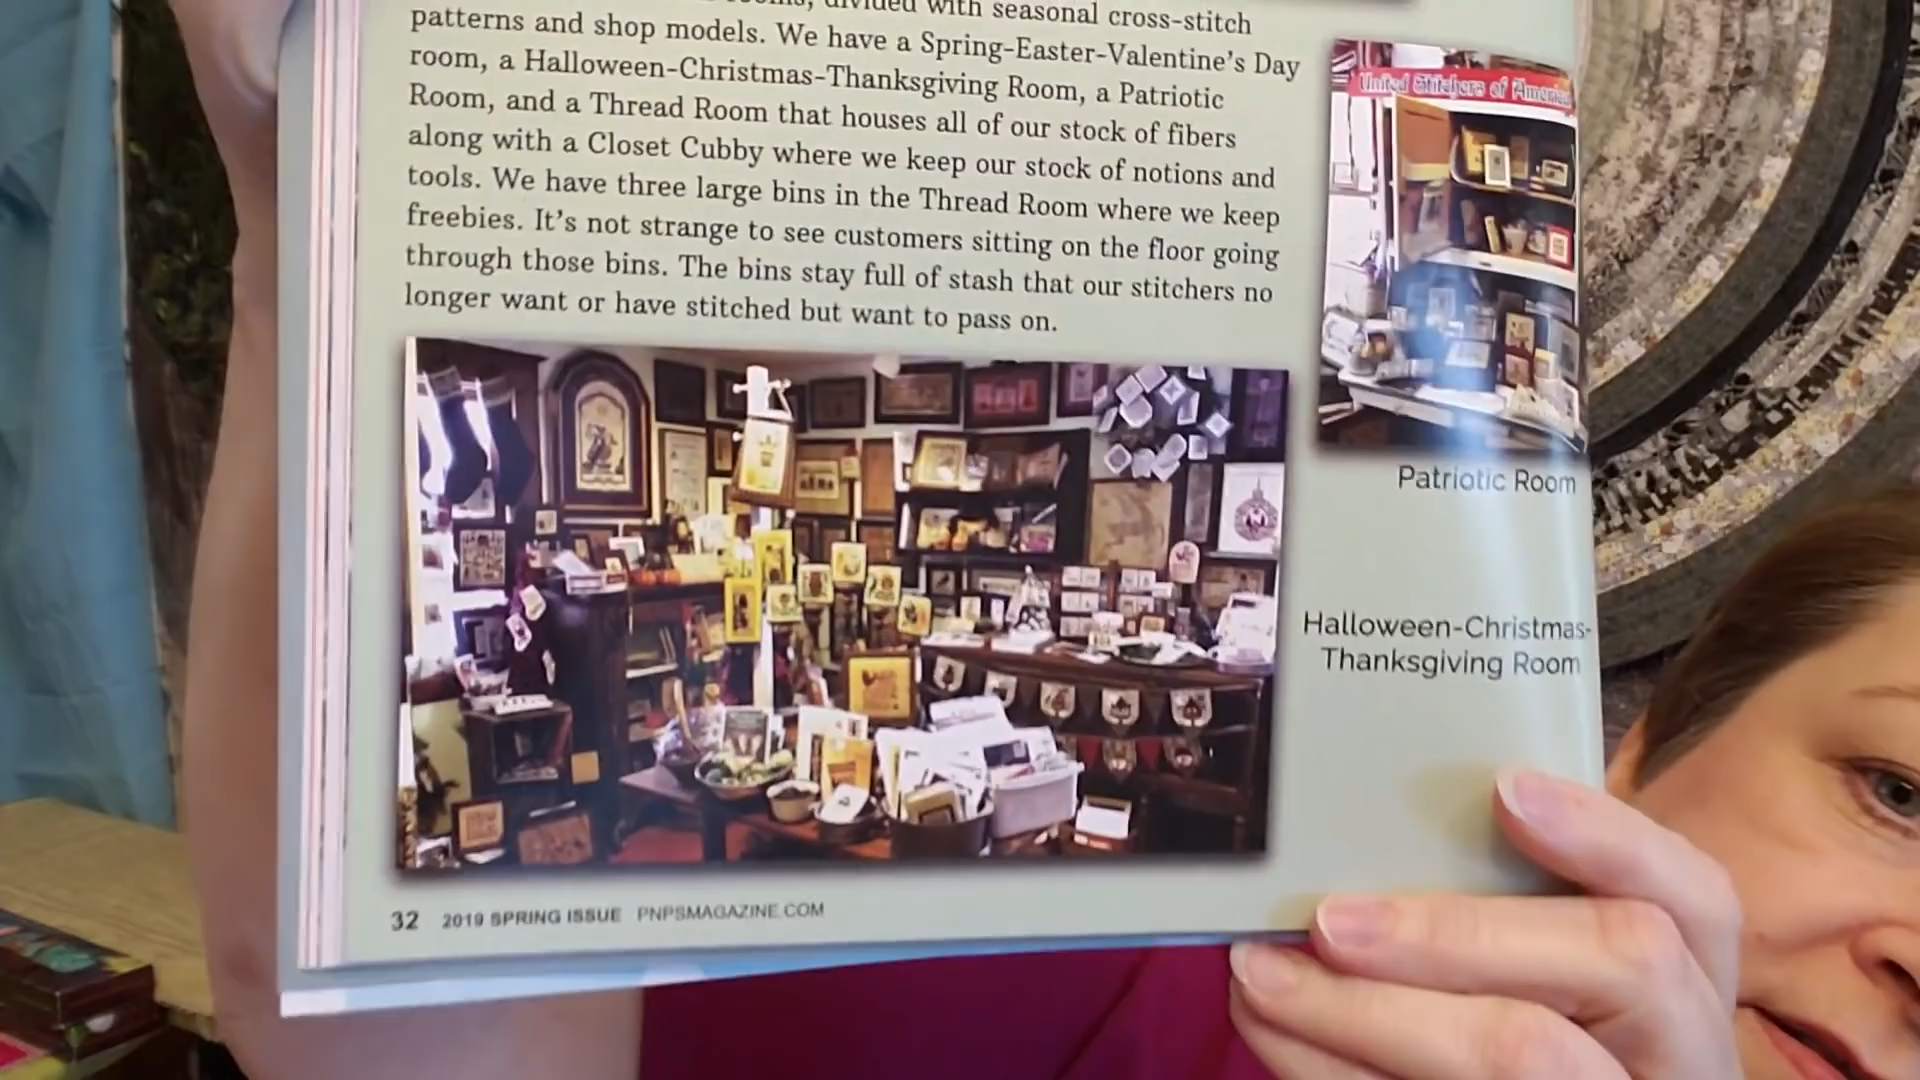 divided with seasonal cross-stitch
patterns and shop models. We have a Spring-Easter-Valentine's Day
room, a Halloween-Christmas-Thanksgiving Room, a Patriotic
Room, and a Thread Room that houses all of our stock of fibers
along with a Closet Cubby where we keep our stock of notions and
tools. We have three large bins in the Thread Room where we keep
freebies. It's not strange to see customers sitting on the floor going
through those bins. The bins stay full of stash that our stitchers no
longer want or have stitched but want to pass on.
United Stitchers of America
Patriotic Room
Halloween-Christmas-
Thanksgiving Room
32 2019 SPRING ISSUE PNPSMAGAZINE.COM